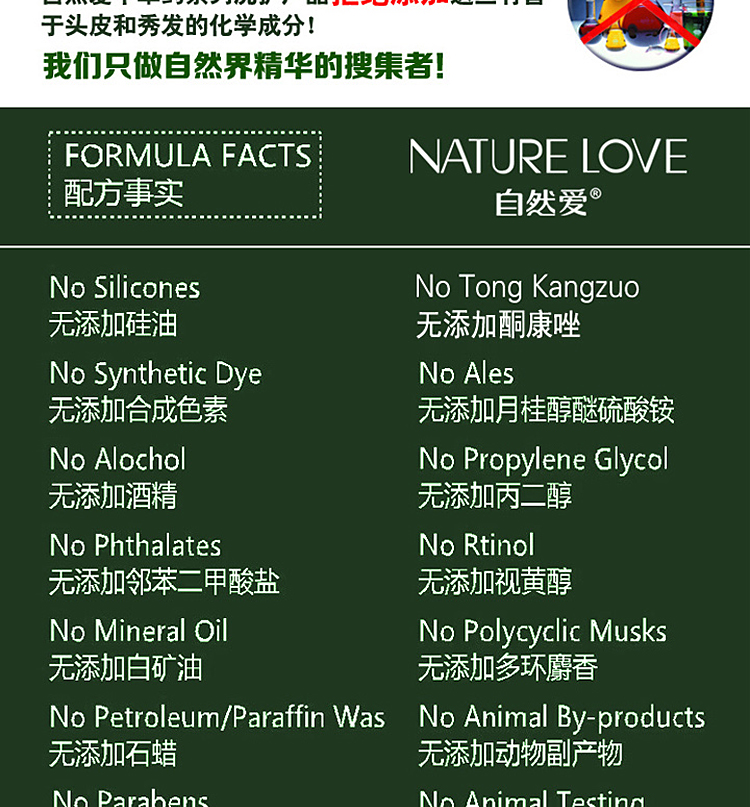 于头皮和秀发的化学成分!
我们只做自然界精华的搜集者!
FORMULA FACTS
配方事实
NATURE LOVE
自然爱®
No Silicones
无添加硅油
No Tong Kangzuo
无添加酮康唑
No Synthetic Dye
无添加合成色素
No Ales
无添加月桂醇醚硫酸铵
No Alochol
无添加酒精
No Propylene Glycol
无添加丙二醇
No Phthalates
无添加邻苯二甲酸盐
No Rtinol
无添加视黄醇
No Mineral Oil
无添加白矿油
No Polycyclic Musks
无添加多环麝香
No Petroleum/Paraffin Was
无添加石蜡
No Animal By-products
无添加动物副产物
No Parabens
No Animal Testing